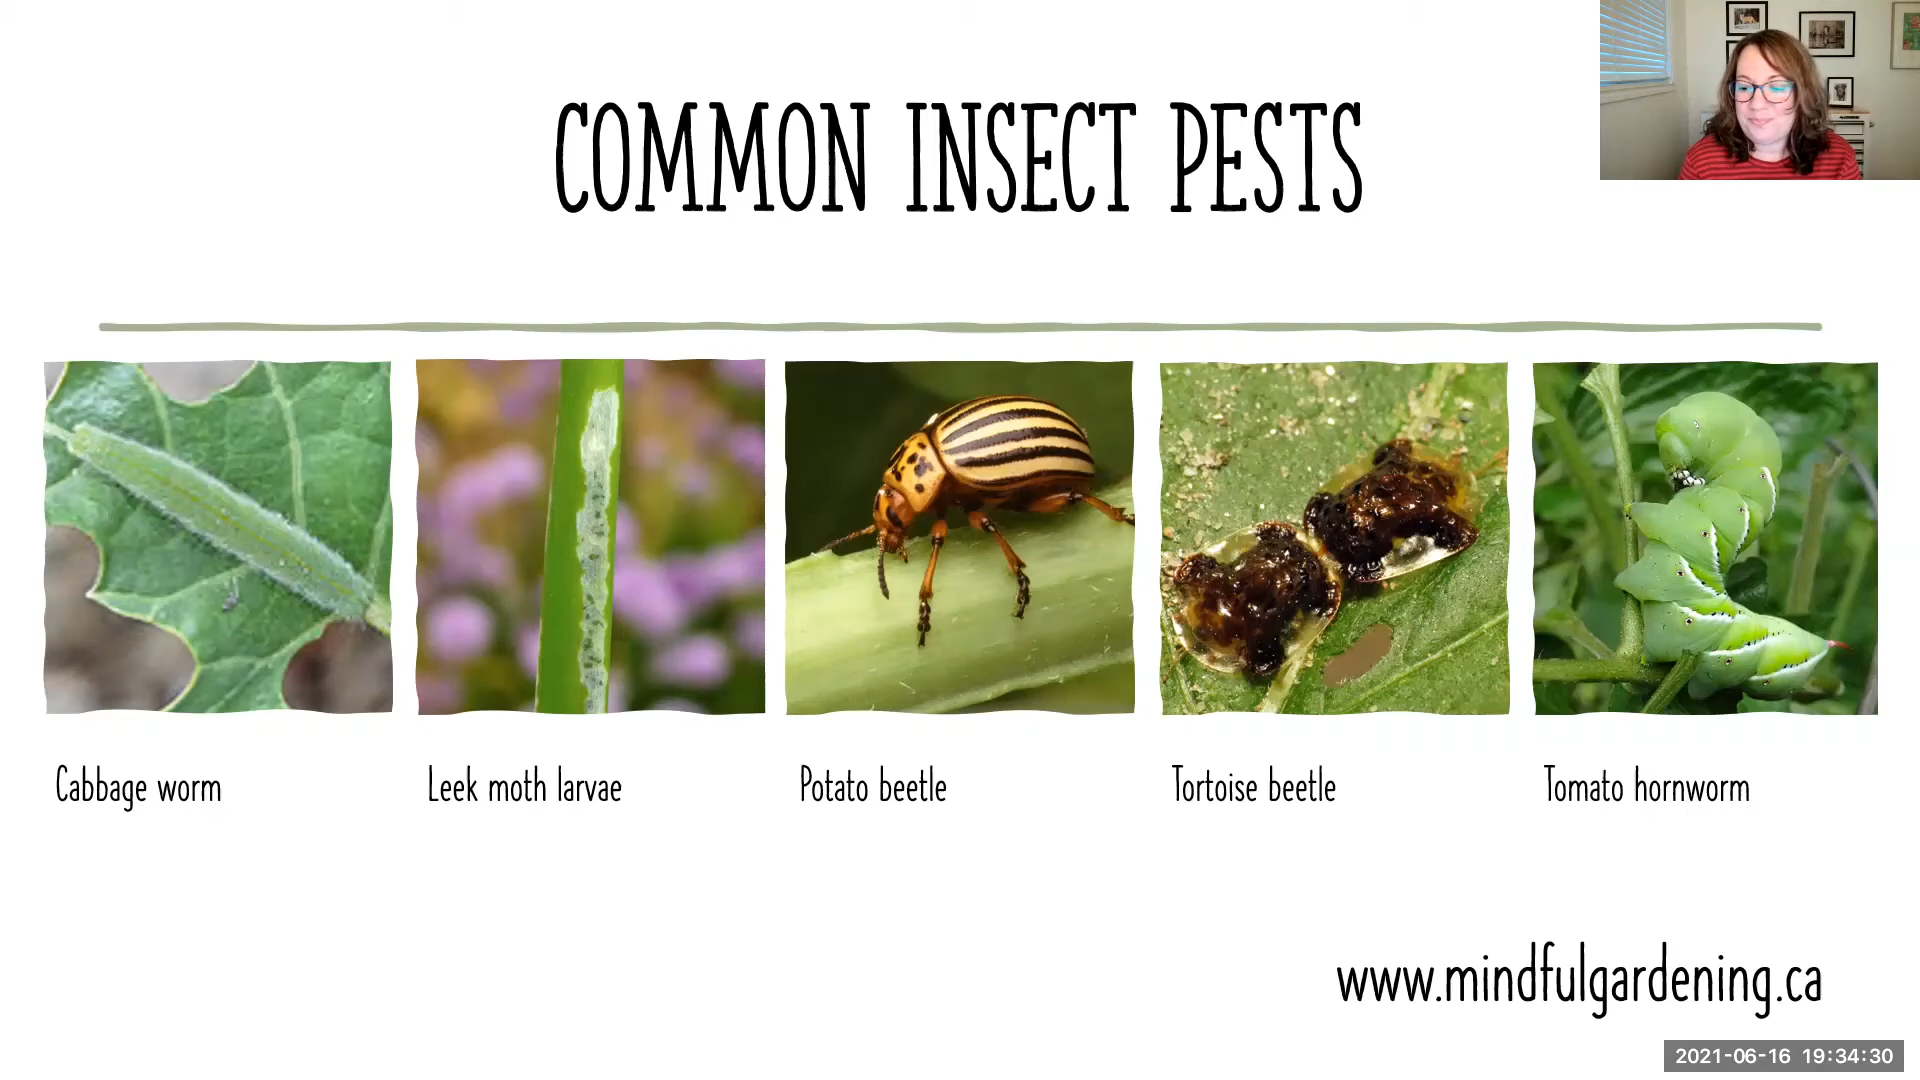 COMMON INSECT PESTS
Cabbage worm
Leek moth larvae
Potato beetle
Tortoise beetle
Tomato hornworm
www.mindfulgardening.ca
2021-06-16 19:34:30